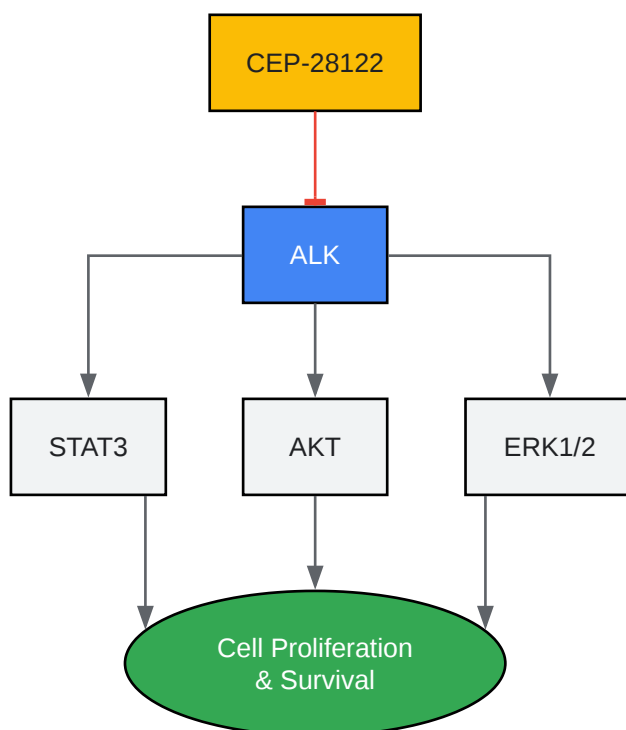 CEP-28122
ALK
STAT3
AKT
ERK1/2
Cell Proliferation
& Survival